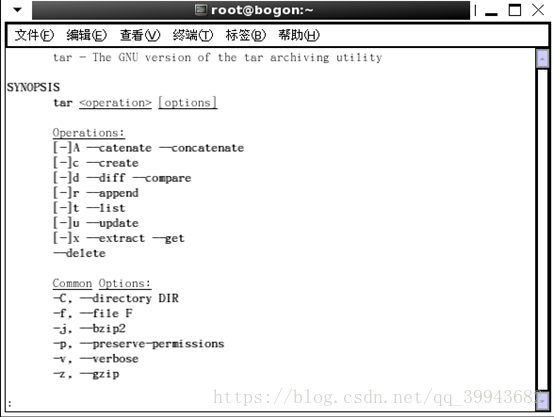 root@bogon:~
文件(F) 编辑(E) 查看(V) 终端(T) 标签(B) 帮助(H)
tar - The GNU version of the tar archiving utility
SYNOPSIS
tar <operation> [options]
Operations:
[-]A --catenate --concatenate
[-]c --create
[-]d --diff --compare
[-]r --append
[-]t --list
[-]u --update
[-]x --extract --get
--delete
Common Options:
-C, --directory DIR
-f, --file F
-j, --bzip2
-p, --preserve-permissions
-v, --verbose
-z, --gzip
:
https://blog.csdn.net/qq_3994368